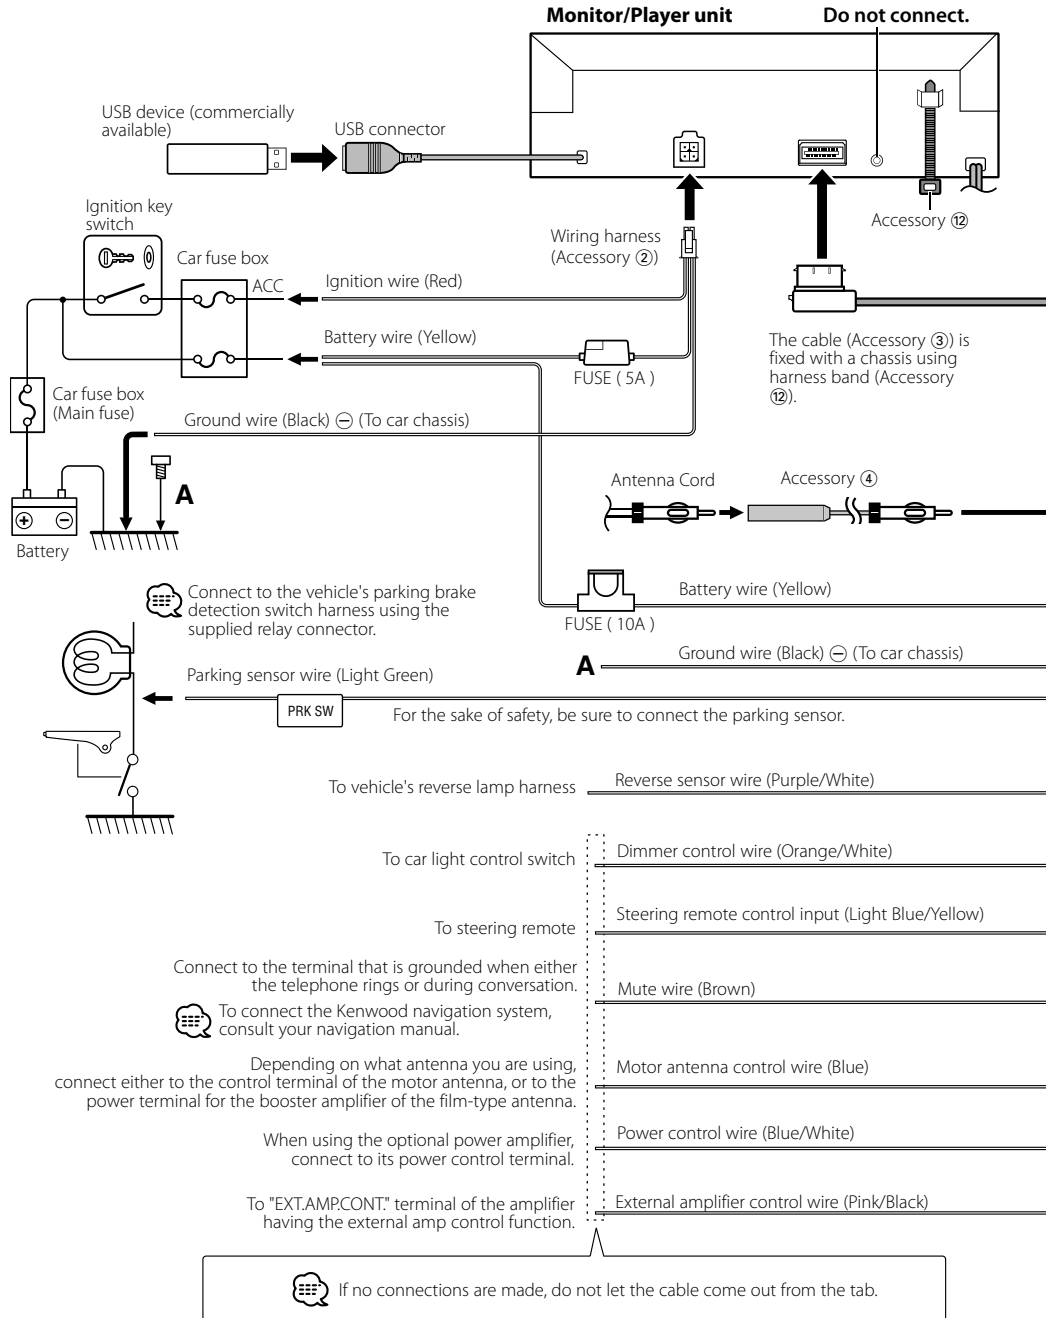 Monitor/Player unit
Do not connect.
USB device (commercially
available)
USB connector
Accessory ⑫
Ignition key
switch
Car fuse box
ACC
Wiring harness
(Accessory ②)
Ignition wire (Red)
Battery wire (Yellow)
FUSE ( 5A )
The cable (Accessory ③) is
fixed with a chassis using
harness band (Accessory
⑫).
Car fuse box
(Main fuse)
Ground wire (Black) ⊖ (To car chassis)
A
Battery
Antenna Cord
Accessory ④
Connect to the vehicle's parking brake
detection switch harness using the
supplied relay connector.
Battery wire (Yellow)
FUSE ( 10A )
A
Ground wire (Black) ⊖ (To car chassis)
Parking sensor wire (Light Green)
PRK SW
For the sake of safety, be sure to connect the parking sensor.
To vehicle's reverse lamp harness
Reverse sensor wire (Purple/White)
To car light control switch
Dimmer control wire (Orange/White)
To steering remote
Steering remote control input (Light Blue/Yellow)
Connect to the terminal that is grounded when either
the telephone rings or during conversation.
Mute wire (Brown)
To connect the Kenwood navigation system,
consult your navigation manual.
Depending on what antenna you are using,
connect either to the control terminal of the motor antenna, or to the
power terminal for the booster amplifier of the film-type antenna.
Motor antenna control wire (Blue)
When using the optional power amplifier,
connect to its power control terminal.
Power control wire (Blue/White)
To "EXT.AMP.CONT." terminal of the amplifier
having the external amp control function.
External amplifier control wire (Pink/Black)
If no connections are made, do not let the cable come out from the tab.